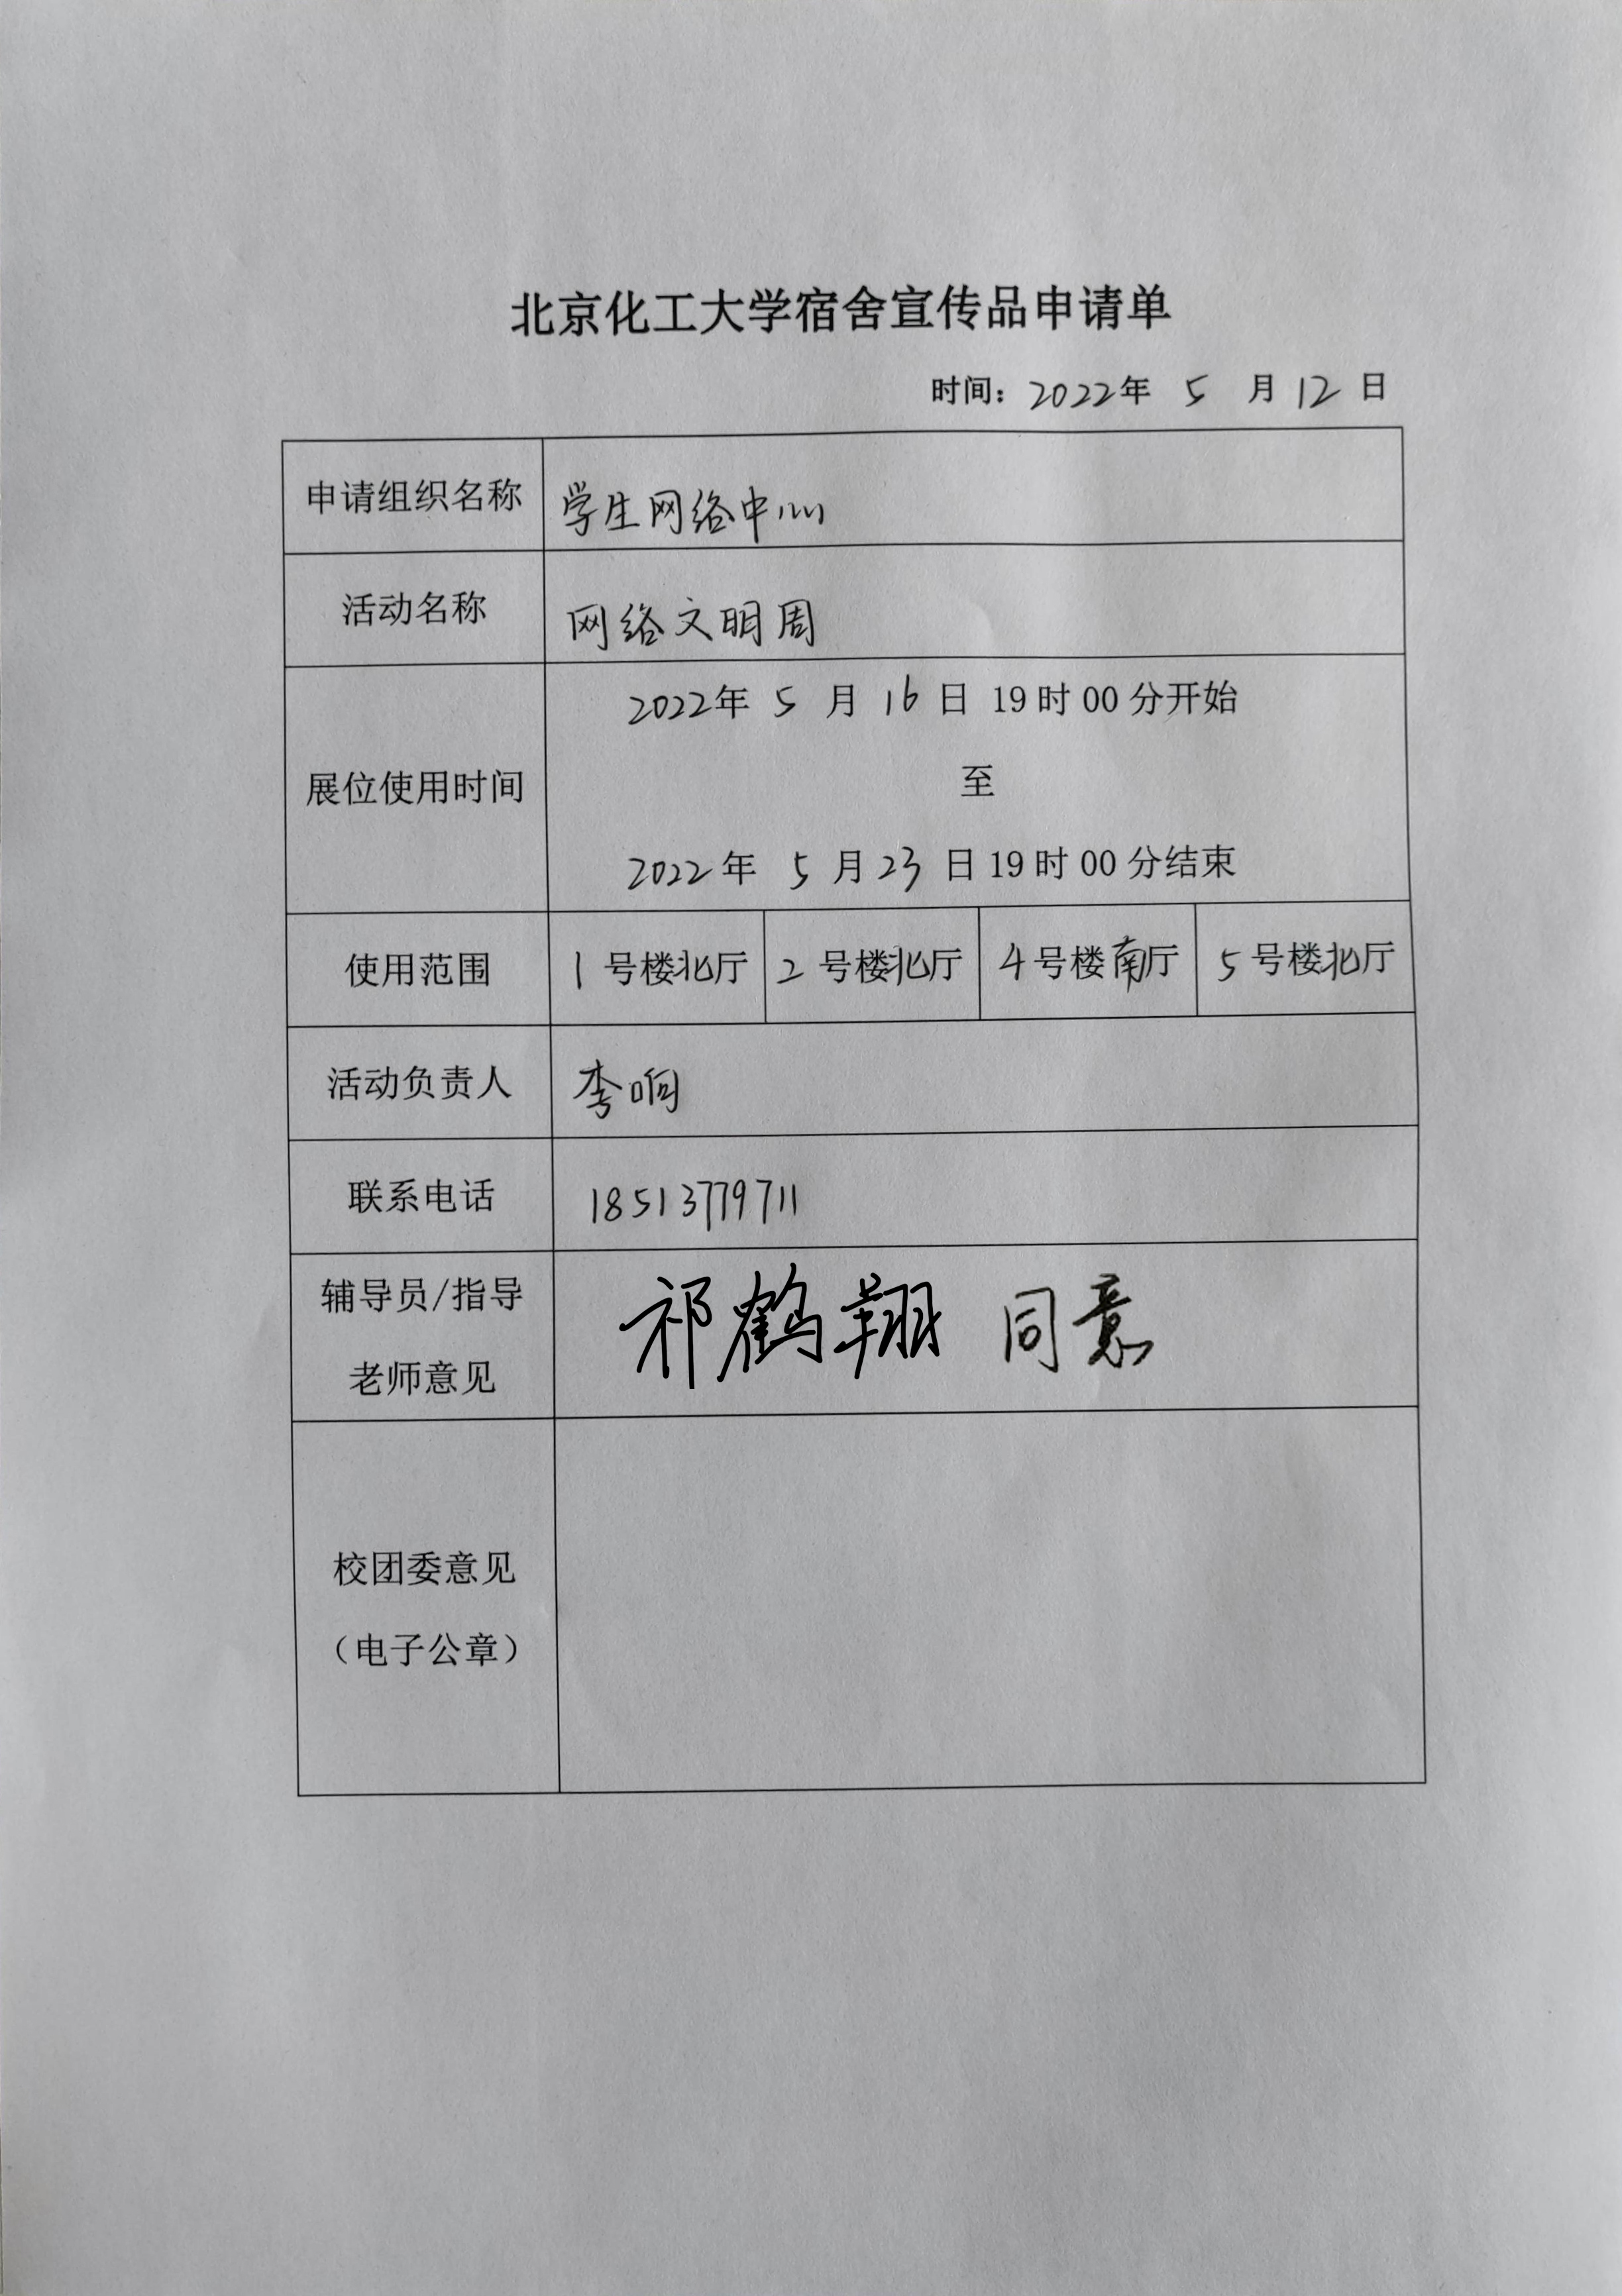 北京化工大学宿舍宣传品申请单
时间：2022年 5 月 12 日
申请组织名称 学生网络中心
活动名称 网络文明周
展位使用时间
2022年 5 月 16 日 19 时 00 分开始
至
2022 年 5 月 23 日 19 时 00 分结束
使用范围 1 号楼北厅 2 号楼北厅 4 号楼南厅 5 号楼北厅
活动负责人 李响
联系电话 18513779711
辅导员/指导
老师意见
祁鹤翔 同意
校团委意见
（电子公章）